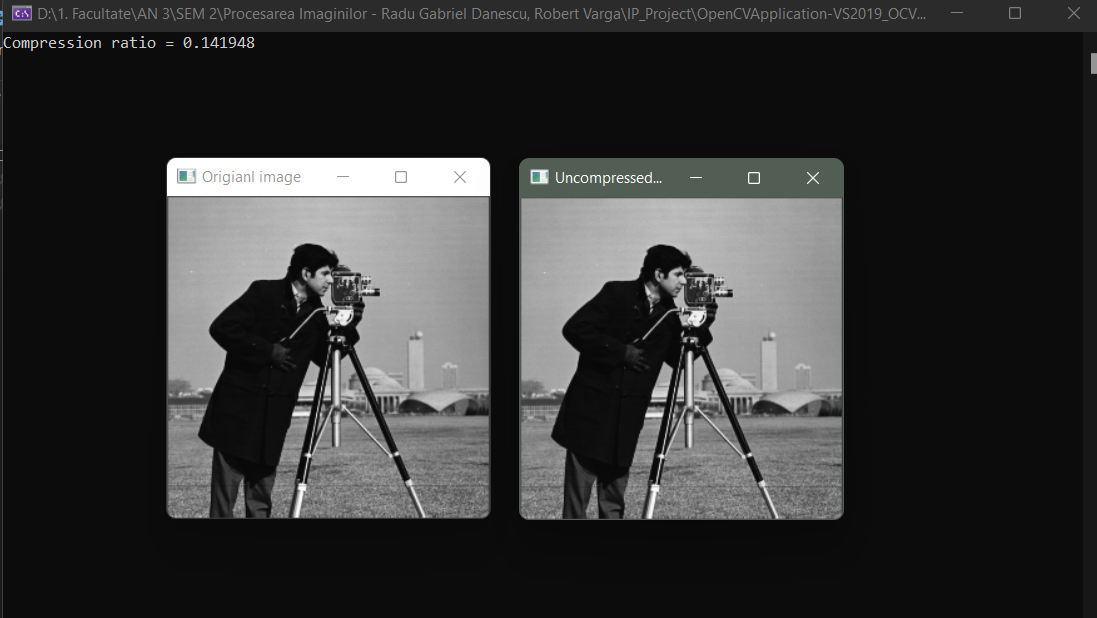 D:\1. Facultate\AN 3\SEM 2\Procesarea Imaginilor - Radu Gabriel Danescu, Robert Varga\IP_Project\OpenCVApplication-VS2019_OCV...
Compression ratio = 0.141948
Origianl image
Uncompressed...